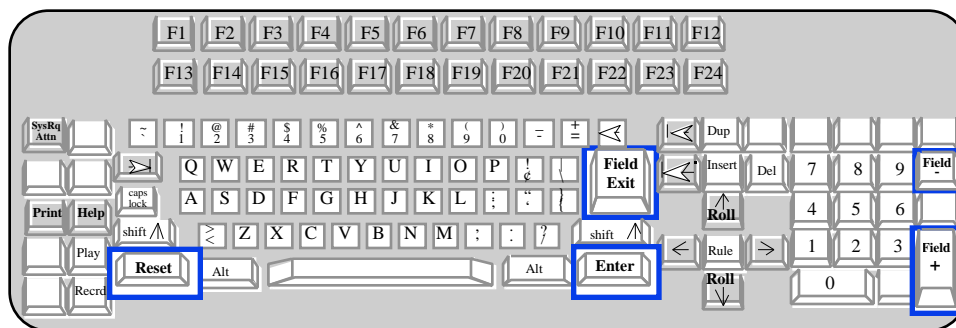 F1 F2 F3 F4 F5 F6 F7 F8 F9 F10 F11 F12
F13 F14 F15 F16 F17 F18 F19 F20 F21 F22 F23 F24
SysRq
Attn
~ ! @ # $ % ^ & * ( ) _ +
` 1 2 3 4 5 6 7 8 9 0 - =
Dup
Q W E R T Y U I O P ! |
¢ \
Field
Exit
Insert Del 7 8 9 Field
-
caps
lock
A S D F G H J K L : “ }
; ‘ {
Print Help
Roll 4 5 6
shift > Z X C V B N M ; : ? shift
< . /
Play
Rule 1 2 3 Field
+
Reset Alt Alt Enter
Recrd
Roll 0